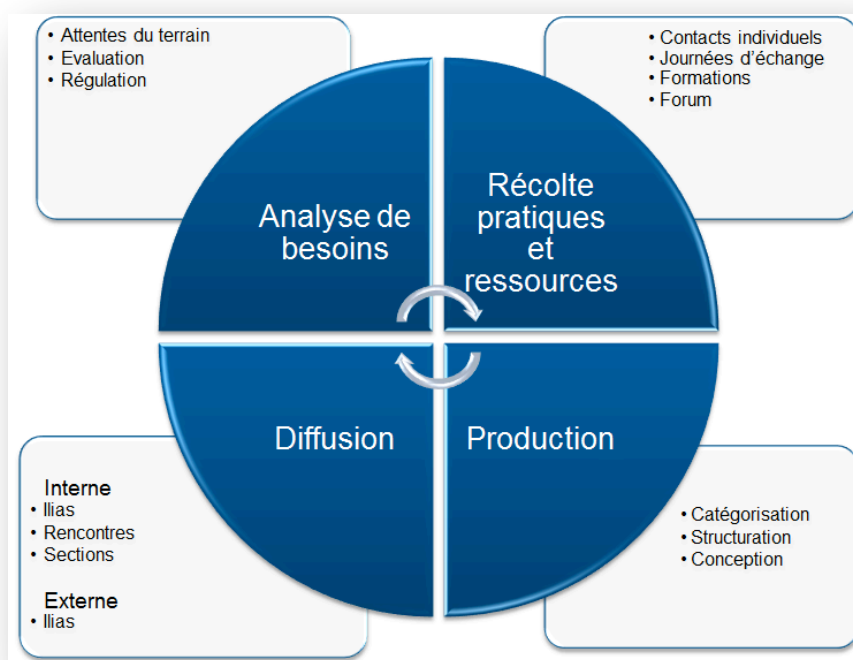 • Attentes du terrain
• Evaluation
• Régulation
• Contacts individuels
• Journées d'échange
• Formations
• Forum
Analyse de
besoins
Récolte
pratiques
et
ressources
Diffusion
Production
Interne
• Ilias
• Rencontres
• Sections
Externe
• Ilias
• Catégorisation
• Structuration
• Conception